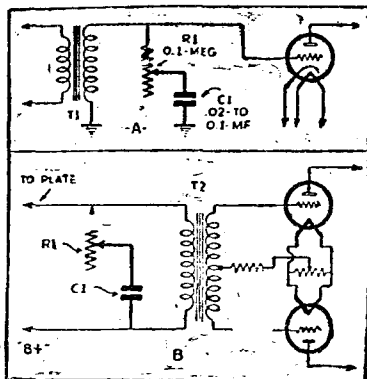 R1
0.1-MEG
T1
-A-
C1
.02-TO
0.1-MF
TO PLATE
T2
R1
C1
"B+"
B